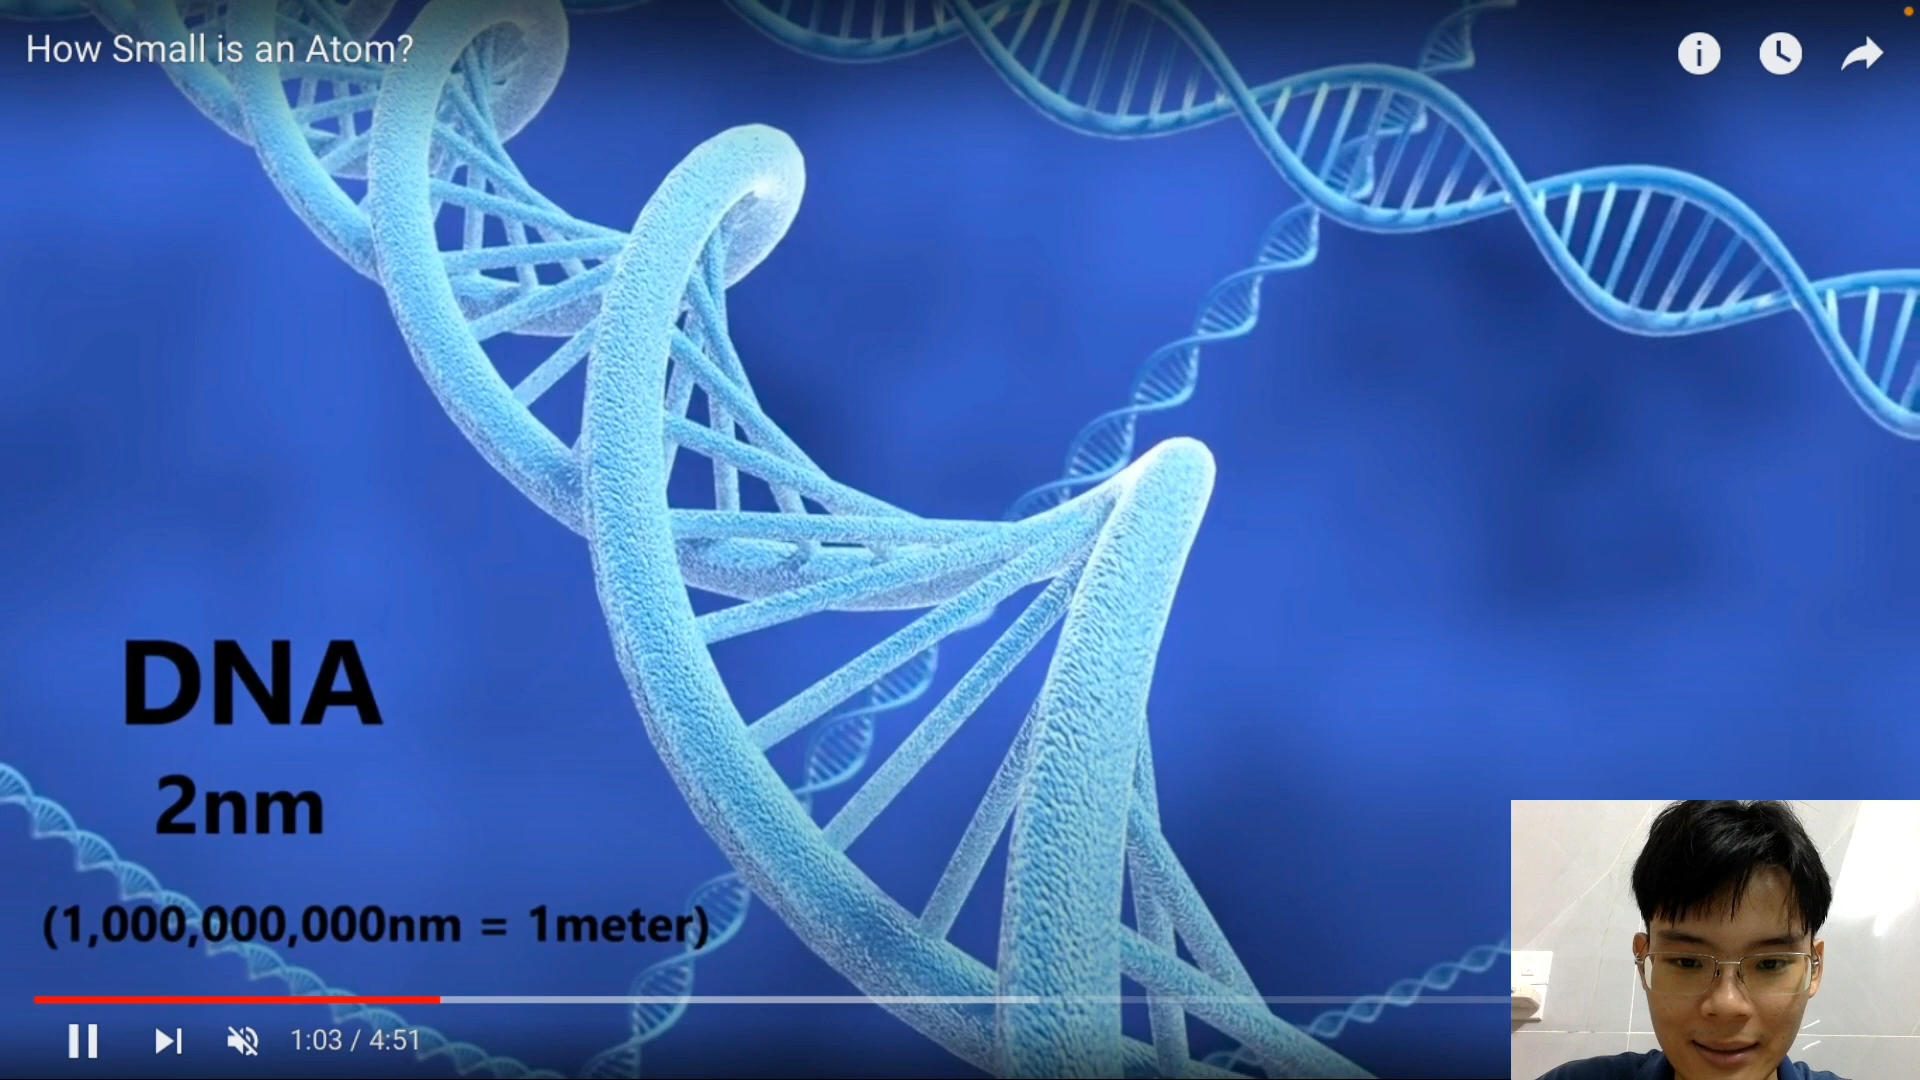 How Small is an Atom?
DNA
2nm
(1,000,000,000nm = 1meter)
1:03 / 4:51